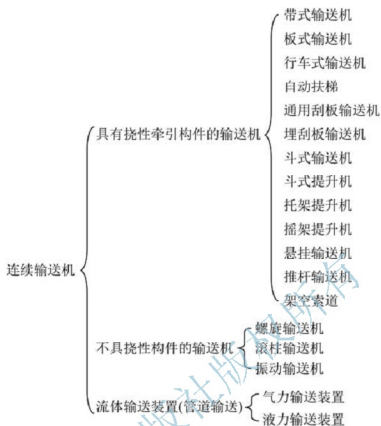 带式输送机
板式输送机
行车式输送机
自动扶梯
通用刮板输送机
具有挠性牵引构件的输送机
埋刮板输送机
斗式输送机
斗式提升机
托架提升机
摇架提升机
悬挂输送机
推杆输送机
架空索道
连续输送机
螺旋输送机
不具挠性构件的输送机
滚柱输送机
振动输送机
气力输送装置
流体输送装置(管道输送)
液力输送装置
版社版权所有